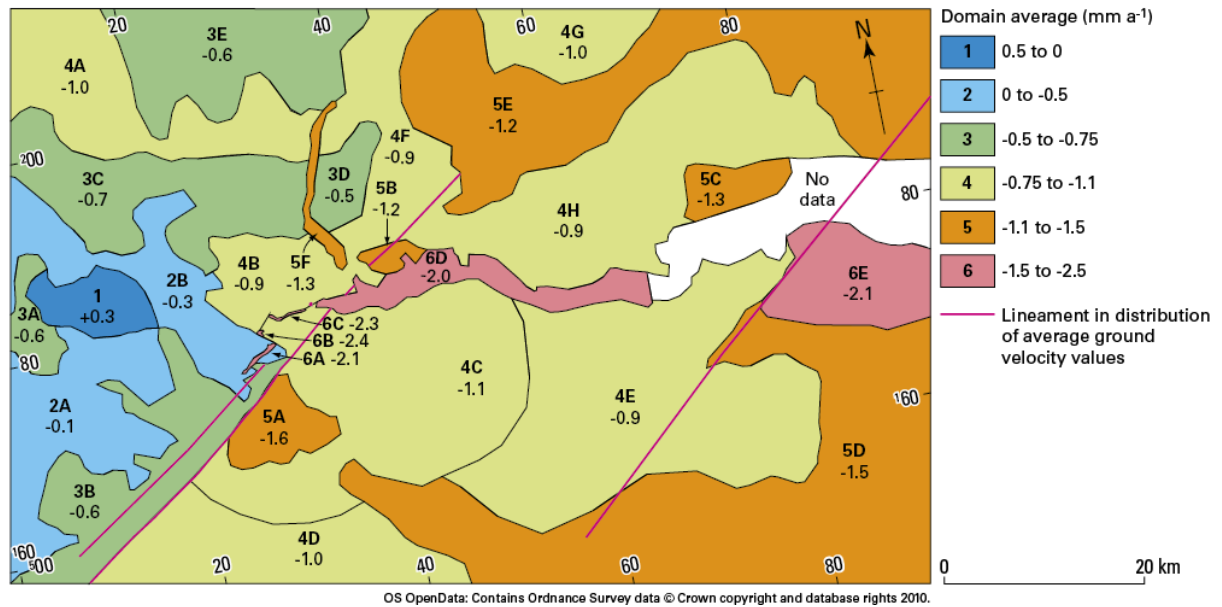 20
40
60
80
3E
-0.6
4G
-1.0
N
4A
-1.0
5E
-1.2
4F
-0.9
²00
3C
-0.7
3D
-0.5
5B
-1.2
5C
-1.3
No
data
80
4H
-0.9
2B
-0.3
4B
-0.9
5F
-1.3
6D
-2.0
6E
-2.1
1
+0.3
3A
-0.6
6C -2.3
6B -2.4
6A -2.1
80
4C
-1.1
4E
-0.9
¹60
2A
-0.1
5A
-1.6
5D
-1.5
3B
-0.6
4D
-1.0
¹60
⁵00
20
40
60
80
Domain average (mm a⁻¹)
1 0.5 to 0
2 0 to -0.5
3 -0.5 to -0.75
4 -0.75 to -1.1
5 -1.1 to -1.5
6 -1.5 to -2.5
Lineament in distribution
of average ground
velocity values
0 20 km
OS OpenData: Contains Ordnance Survey data © Crown copyright and database rights 2010.